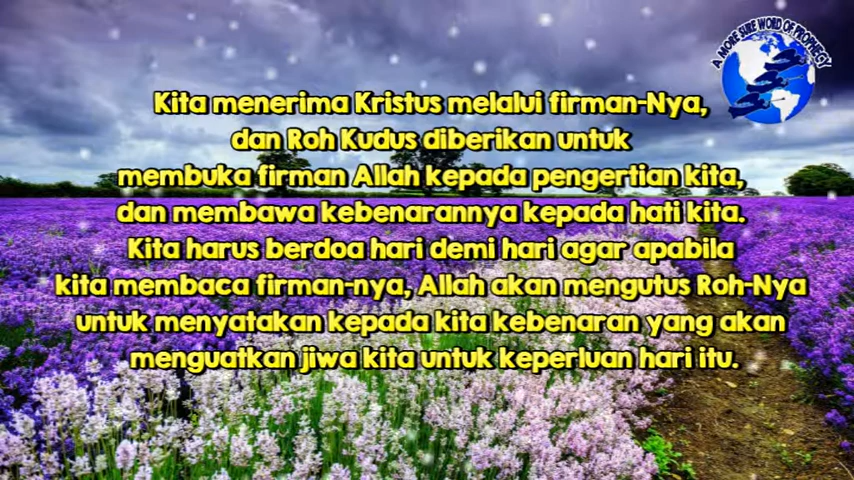 A MORE SURE WORD OF PROPHECY
Kita menerima Kristus melalui firman-Nya,
dan Roh Kudus diberikan untuk
membuka firman Allah kepada pengertian kita,
dan membawa kebenarannya kepada hati kita.
Kita harus berdoa hari demi hari agar apabila
kita membaca firman-nya, Allah akan mengutus Roh-Nya
untuk menyatakan kepada kita kebenaran yang akan
menguatkan jiwa kita untuk keperluan hari itu.